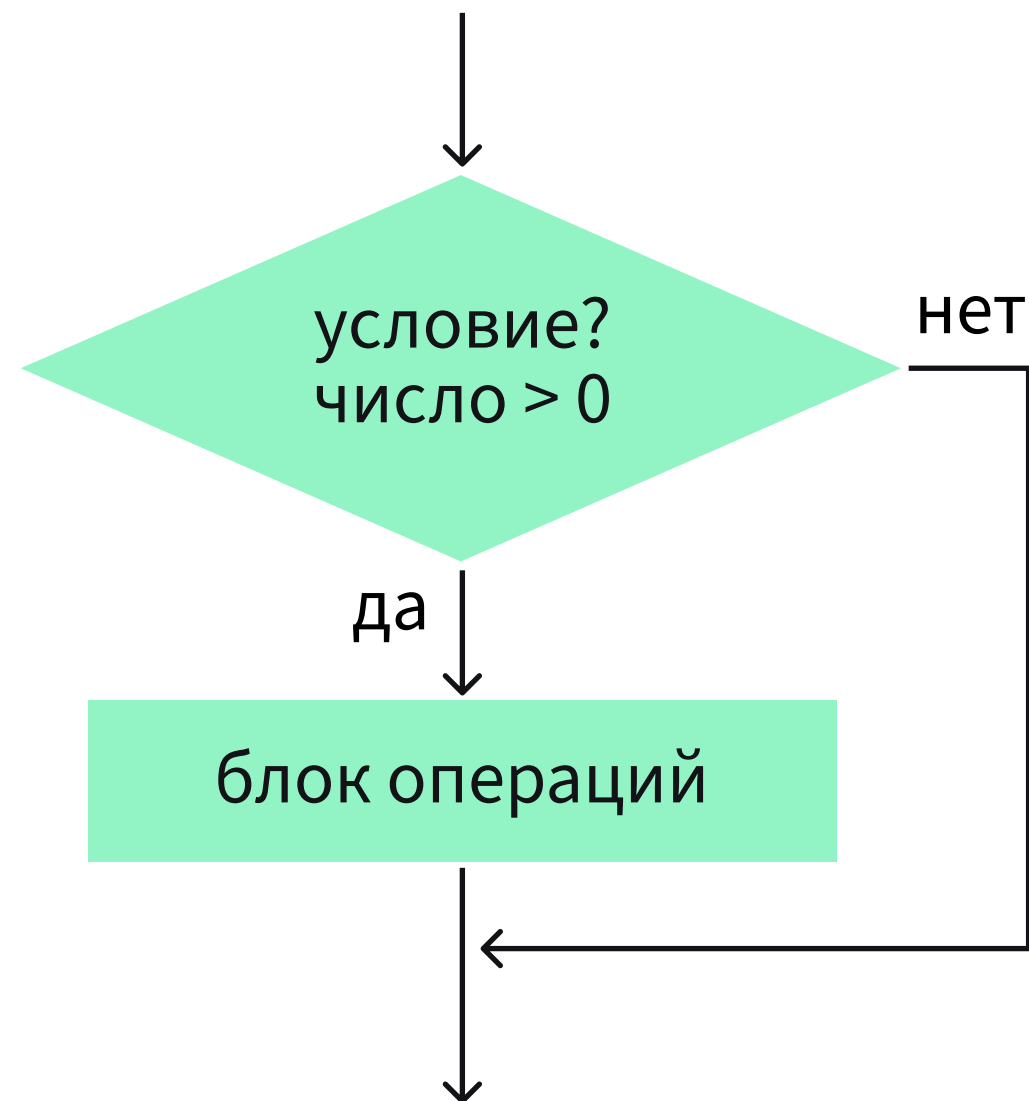 условие?
число > 0
нет
да
блок операций